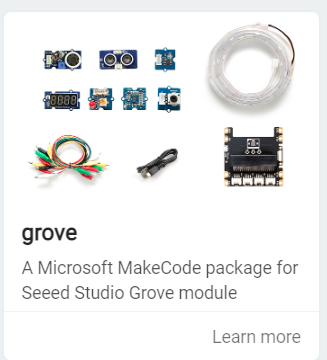 grove
A Microsoft MakeCode package for
Seeed Studio Grove module
Learn more